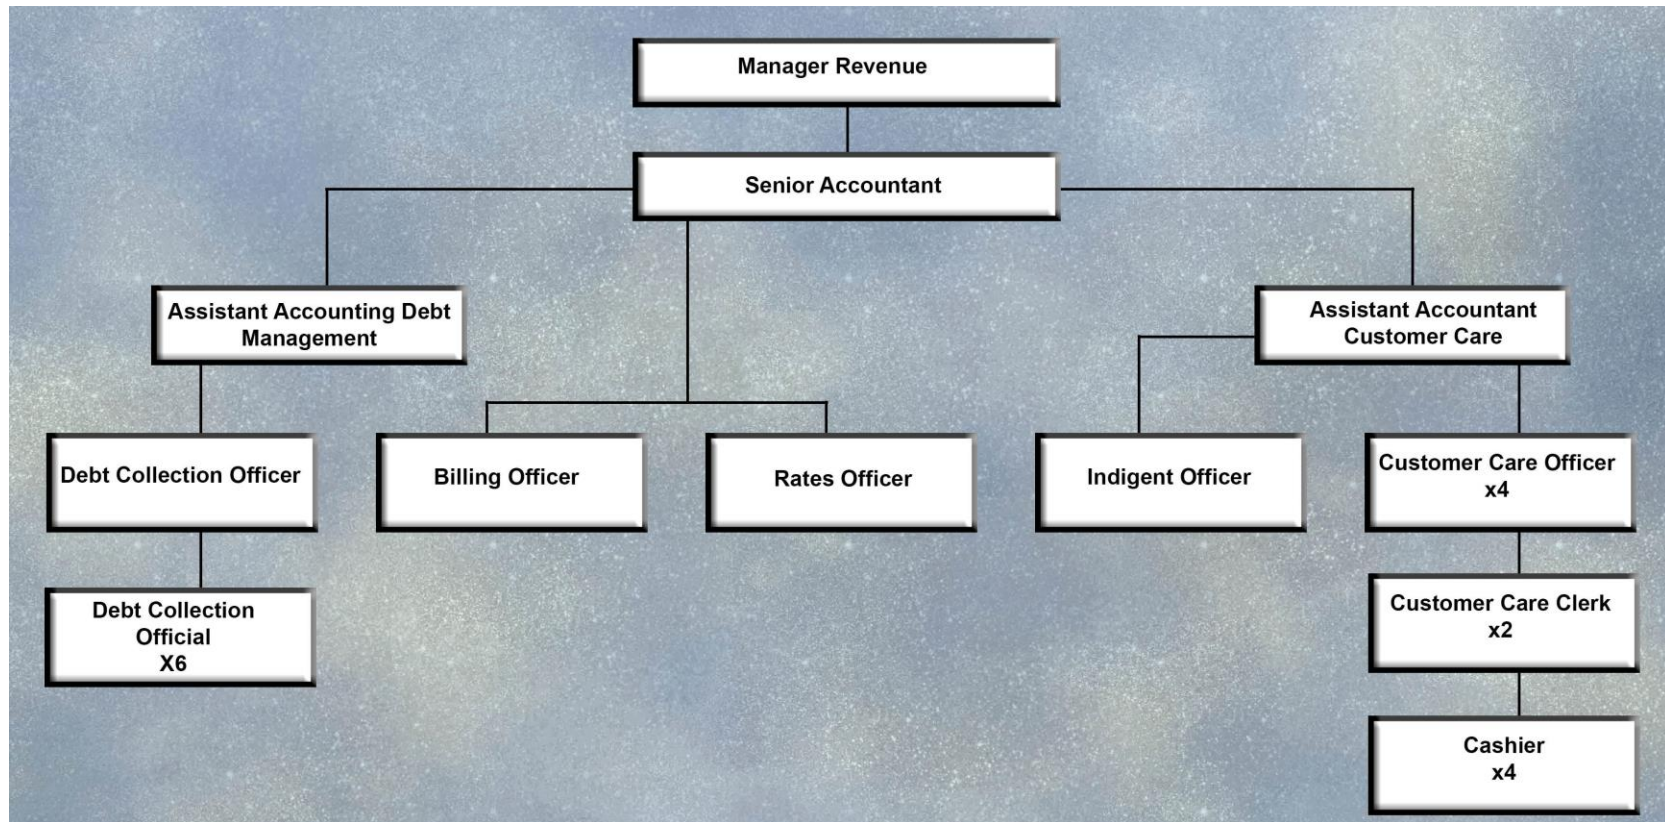 Manager Revenue
Senior Accountant
Assistant Accounting Debt
Management
Assistant Accountant
Customer Care
Debt Collection Officer
Billing Officer
Rates Officer
Indigent Officer
Customer Care Officer
x4
Debt Collection
Official
X6
Customer Care Clerk
x2
Cashier
x4